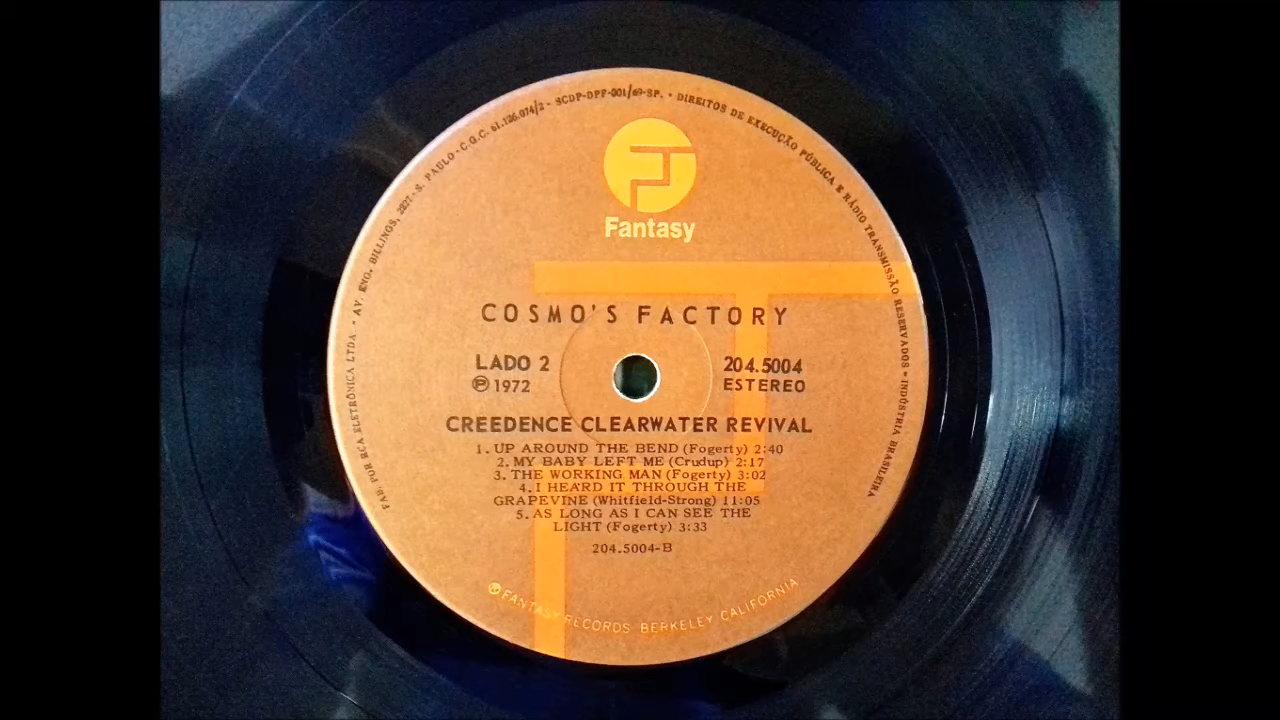 FAB. POR RCA ELETRÔNICA LTDA. • AV. ENG. BILLINGS, 2227 - S. PAULO - C.G.C. 61.126.074/2 - SCDP-DPF-001/69-SP. • DIREITOS DE EXECUÇÃO PÚBLICA E RÁDIO TRANSMISSÃO RESERVADOS = INDÚSTRIA BRASILEIRA
Fantasy
COSMO'S FACTORY
LADO 2 204.5004
Ⓟ 1972 ESTEREO
CREEDENCE CLEARWATER REVIVAL
1. UP AROUND THE BEND (Fogerty) 2:40
2. MY BABY LEFT ME (Crudup) 2:17
3. THE WORKING MAN (Fogerty) 3:02
4. I HEARD IT THROUGH THE
GRAPEVINE (Whitfield-Strong) 11:05
5. AS LONG AS I CAN SEE THE
LIGHT (Fogerty) 3:33
204.5004-B
FANTASY RECORDS BERKELEY CALIFORNIA